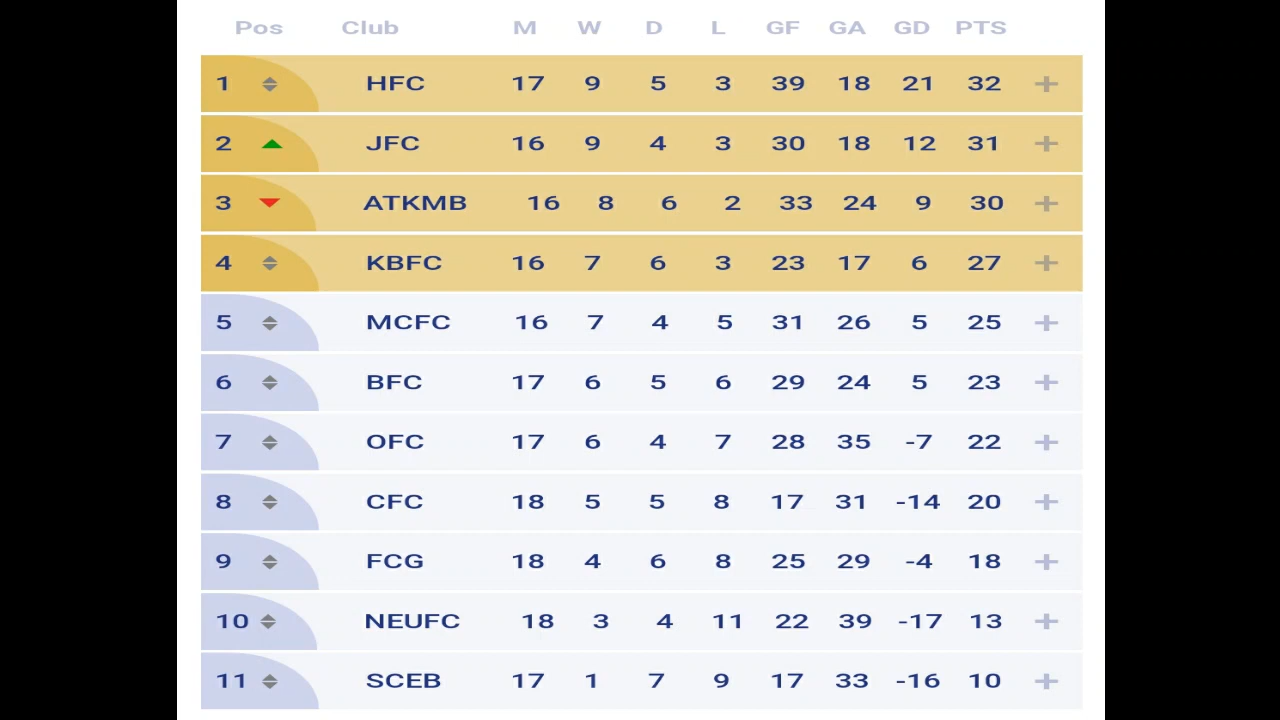 Pos Club M W D L GF GA GD PTS
1 HFC 17 9 5 3 39 18 21 32 +
2 JFC 16 9 4 3 30 18 12 31 +
3 ATKMB 16 8 6 2 33 24 9 30 +
4 KBFC 16 7 6 3 23 17 6 27 +
5 MCFC 16 7 4 5 31 26 5 25 +
6 BFC 17 6 5 6 29 24 5 23 +
7 OFC 17 6 4 7 28 35 -7 22 +
8 CFC 18 5 5 8 17 31 -14 20 +
9 FCG 18 4 6 8 25 29 -4 18 +
10 NEUFC 18 3 4 11 22 39 -17 13 +
11 SCEB 17 1 7 9 17 33 -16 10 +